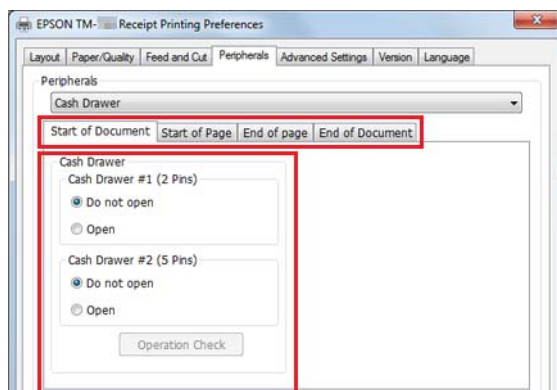 EPSON TM- Receipt Printing Preferences
Layout Paper/Quality Feed and Cut Peripherals Advanced Settings Version Language
Peripherals
Cash Drawer
Start of Document Start of Page End of page End of Document
Cash Drawer
Cash Drawer #1 (2 Pins)
Do not open
Open
Cash Drawer #2 (5 Pins)
Do not open
Open
Operation Check